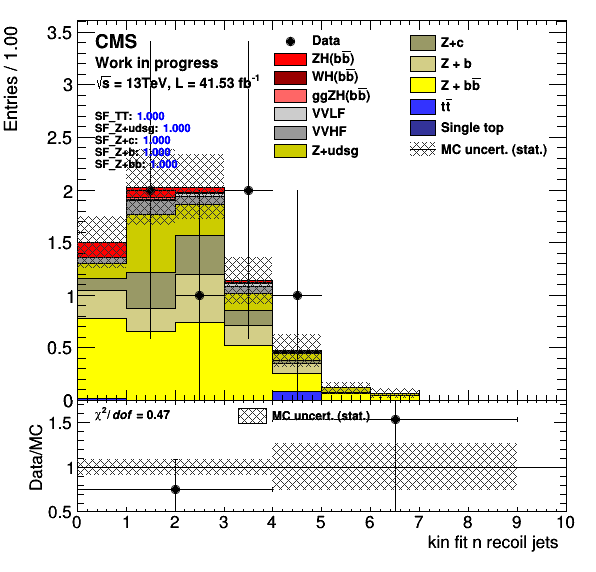 CMS
Work in progress
√s = 13TeV, L = 41.53 fb⁻¹
SF_TT: 1.000
SF_Z+udsg: 1.000
SF_Z+c: 1.000
SF_Z+b: 1.000
SF_Z+bb: 1.000
Data
ZH(bb̅)
WH(bb̅)
ggZH(bb̅)
VVLF
VVHF
Z+udsg
Z+c
Z + b
Z + bb̅
tt̅
Single top
MC uncert. (stat.)
Entries / 1.00
3.5
3
2.5
2
1.5
1
0.5
0
χ²/dof = 0.47
MC uncert. (stat.)
Data/MC
1.5
1
0.5
0 1 2 3 4 5 6 7 8 9 10
kin fit n recoil jets